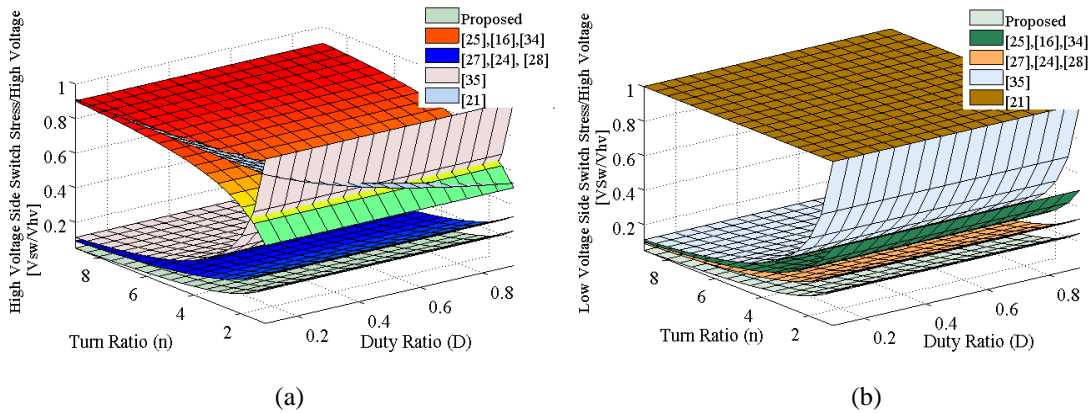 High Voltage Side Switch Stress/High Voltage
[Vsw/Vhv]
1
0.8
0.6
0.4
0.2
8
6
4
2
Turn Ratio (n)
0.2
0.4
0.6
0.8
Duty Ratio (D)
Proposed
[25],[16],[34]
[27],[24], [28]
[35]
[21]
(a)
Low Voltage Side Switch Stress/High Voltage
[VSw/Vhv]
1
0.8
0.6
0.4
0.2
8
6
4
2
Turn Ratio (n)
0.2
0.4
0.6
0.8
Duty Ratio (D)
Proposed
[25],[16],[34]
[27],[24],[28]
[35]
[21]
(b)